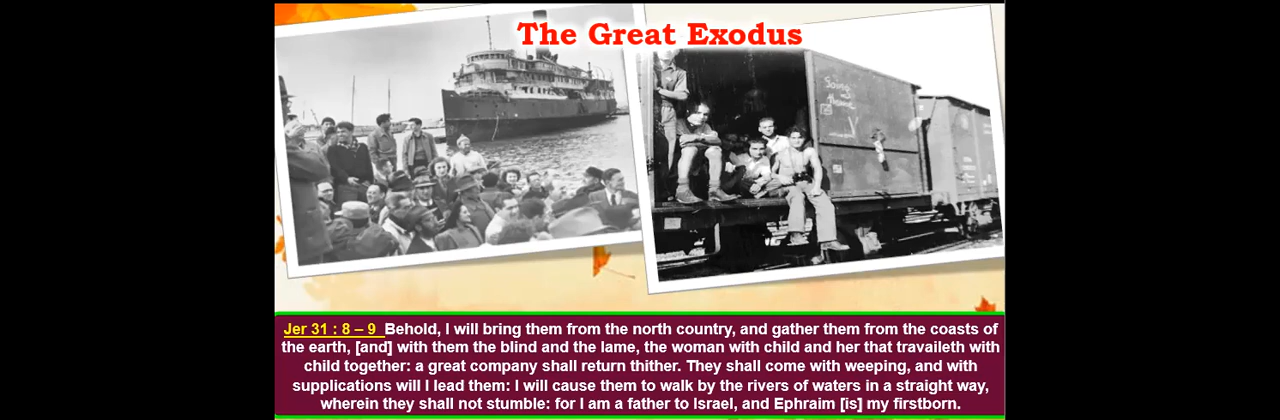 The Great Exodus
Going
Home
V
Jer 31 : 8 – 9 Behold, I will bring them from the north country, and gather them from the coasts of
the earth, [and] with them the blind and the lame, the woman with child and her that travaileth with
child together: a great company shall return thither. They shall come with weeping, and with
supplications will I lead them: I will cause them to walk by the rivers of waters in a straight way,
wherein they shall not stumble: for I am a father to Israel, and Ephraim [is] my firstborn.